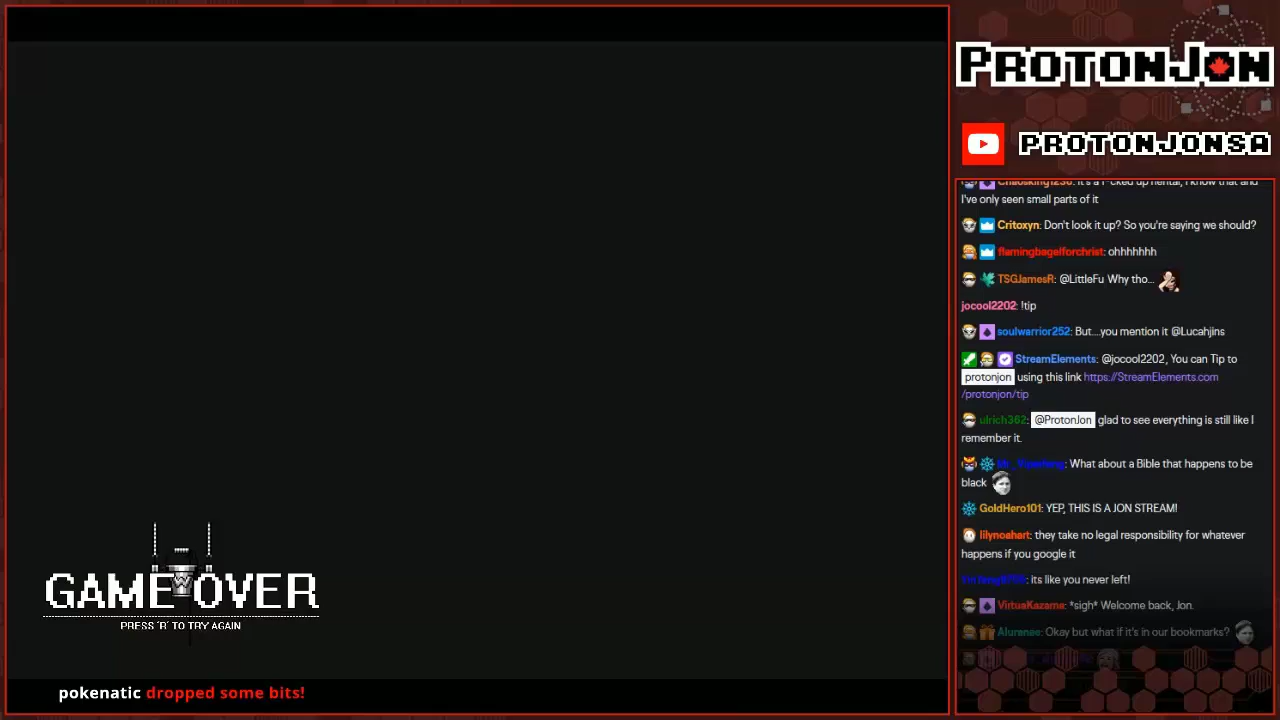 GAME OVER
PRESS 'R' TO TRY AGAIN
pokenatic dropped some bits!
PROTONJON
PROTONJONSA
Chaosking1236: It's a f-cked up hentai, I know that and
I've only seen small parts of it
Critoxyn: Don't look it up? So you're saying we should?
flamingbagelforchrist: ohhhhhhh
TSGJamesR: @LittleFu Why tho...
jocool2202: !tip
soulwarrior252: But....you mention it @Lucahjins
StreamElements: @jocool2202, You can Tip to
protonjon using this link https://StreamElements.com
/protonjon/tip
ulrich362: @ProtonJon glad to see everything is still like I
remember it.
What about a Bible that happens to be
black
GoldHero101: YEP, THIS IS A JON STREAM!
lilynoahart: they take no legal responsibility for whatever
happens if you google it
its like you never left!
VirtuaKazama: *sigh* Welcome back, Jon.
Aluranae: Okay but what if it's in our bookmarks?